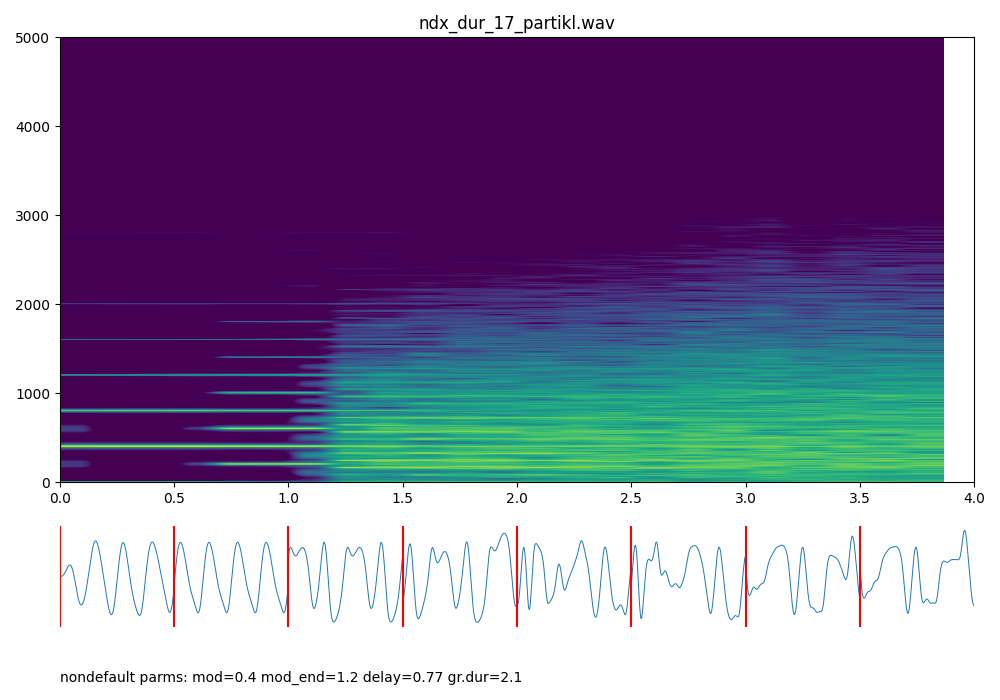 ndx_dur_17_partikl.wav
5000
4000
3000
2000
1000
0
0.0 0.5 1.0 1.5 2.0 2.5 3.0 3.5 4.0
nondefault parms: mod=0.4 mod_end=1.2 delay=0.77 gr.dur=2.1